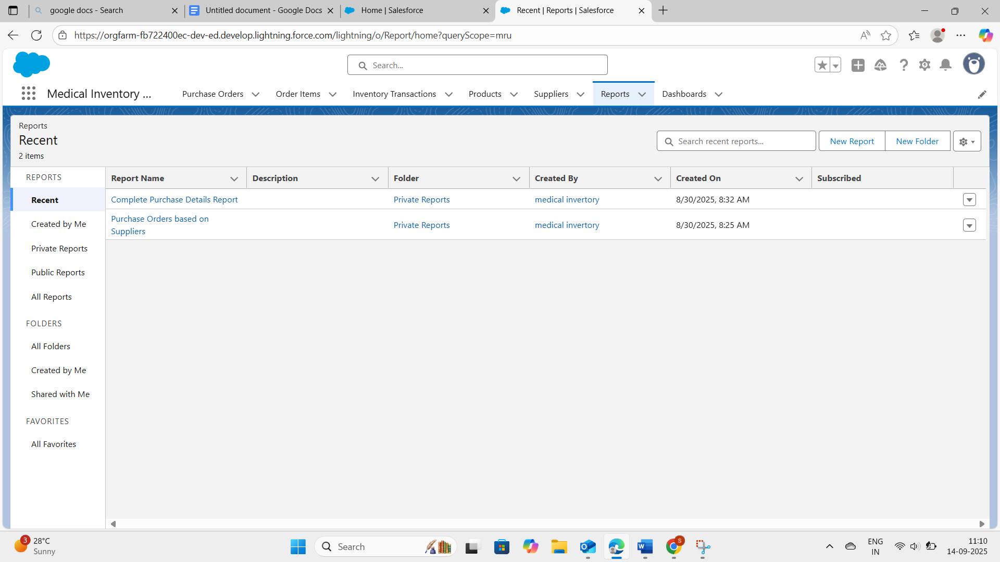 google docs - Search
Untitled document - Google Docs
Home | Salesforce
Recent | Reports | Salesforce
https://orgfarm-fb722400ec-dev-ed.develop.lightning.force.com/lightning/o/Report/home?queryScope=mru
Search...
Medical Inventory ...
Purchase Orders
Order Items
Inventory Transactions
Products
Suppliers
Reports
Dashboards
Reports
Recent
2 items
Search recent reports...
New Report
New Folder
REPORTS
Recent
Created by Me
Private Reports
Public Reports
All Reports
FOLDERS
All Folders
Created by Me
Shared with Me
FAVORITES
All Favorites
Report Name Description Folder Created By Created On Subscribed
Complete Purchase Details Report Private Reports medical invertory 8/30/2025, 8:32 AM
Purchase Orders based on
Suppliers
Private Reports medical invertory 8/30/2025, 8:25 AM
3
28°C
Sunny
Search
S
ENG
IN
11:10
14-09-2025